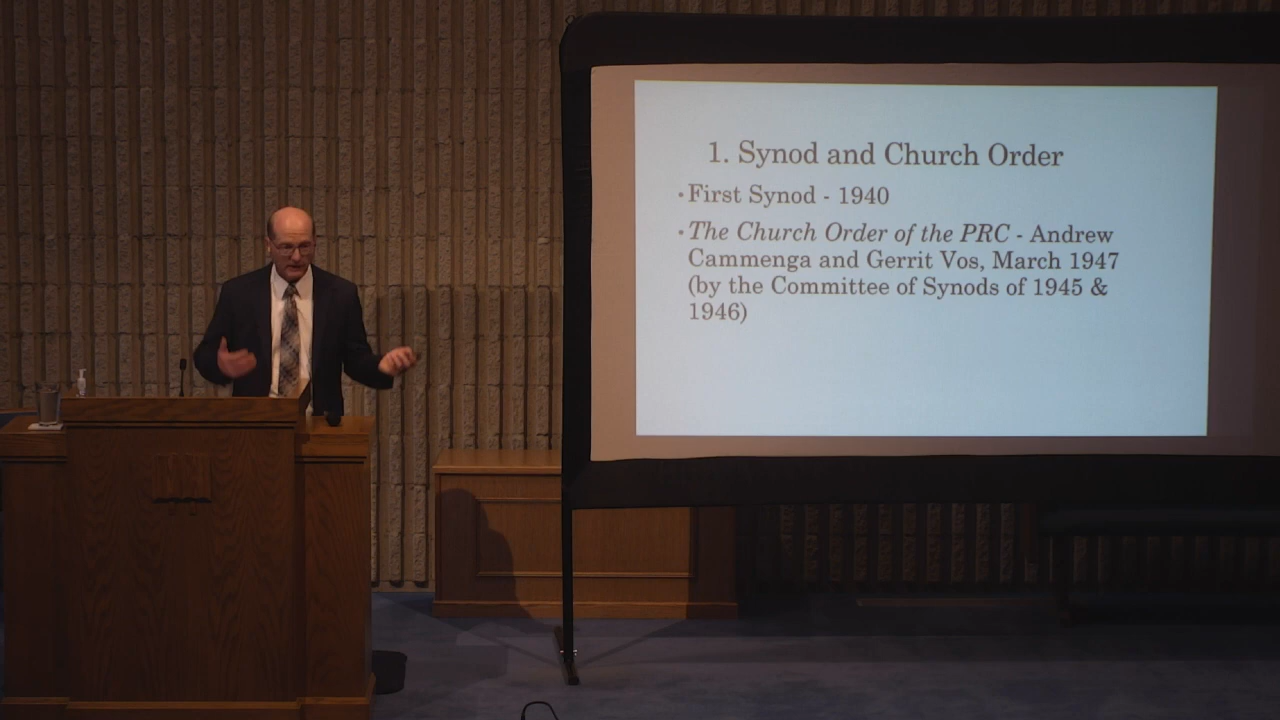 1. Synod and Church Order
• First Synod - 1940
• The Church Order of the PRC - Andrew
Cammenga and Gerrit Vos, March 1947
(by the Committee of Synods of 1945 &
1946)